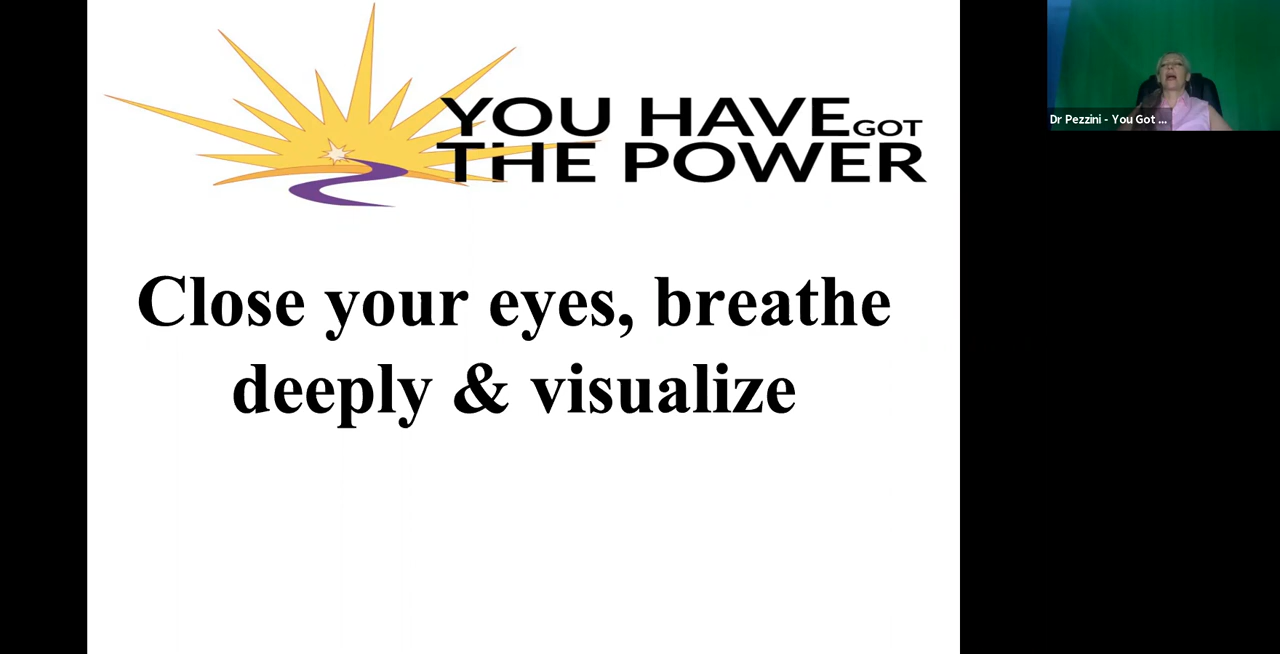 YOU HAVE GOT
THE POWER
Close your eyes, breathe
deeply & visualize
Dr Pezzini - You Got ...